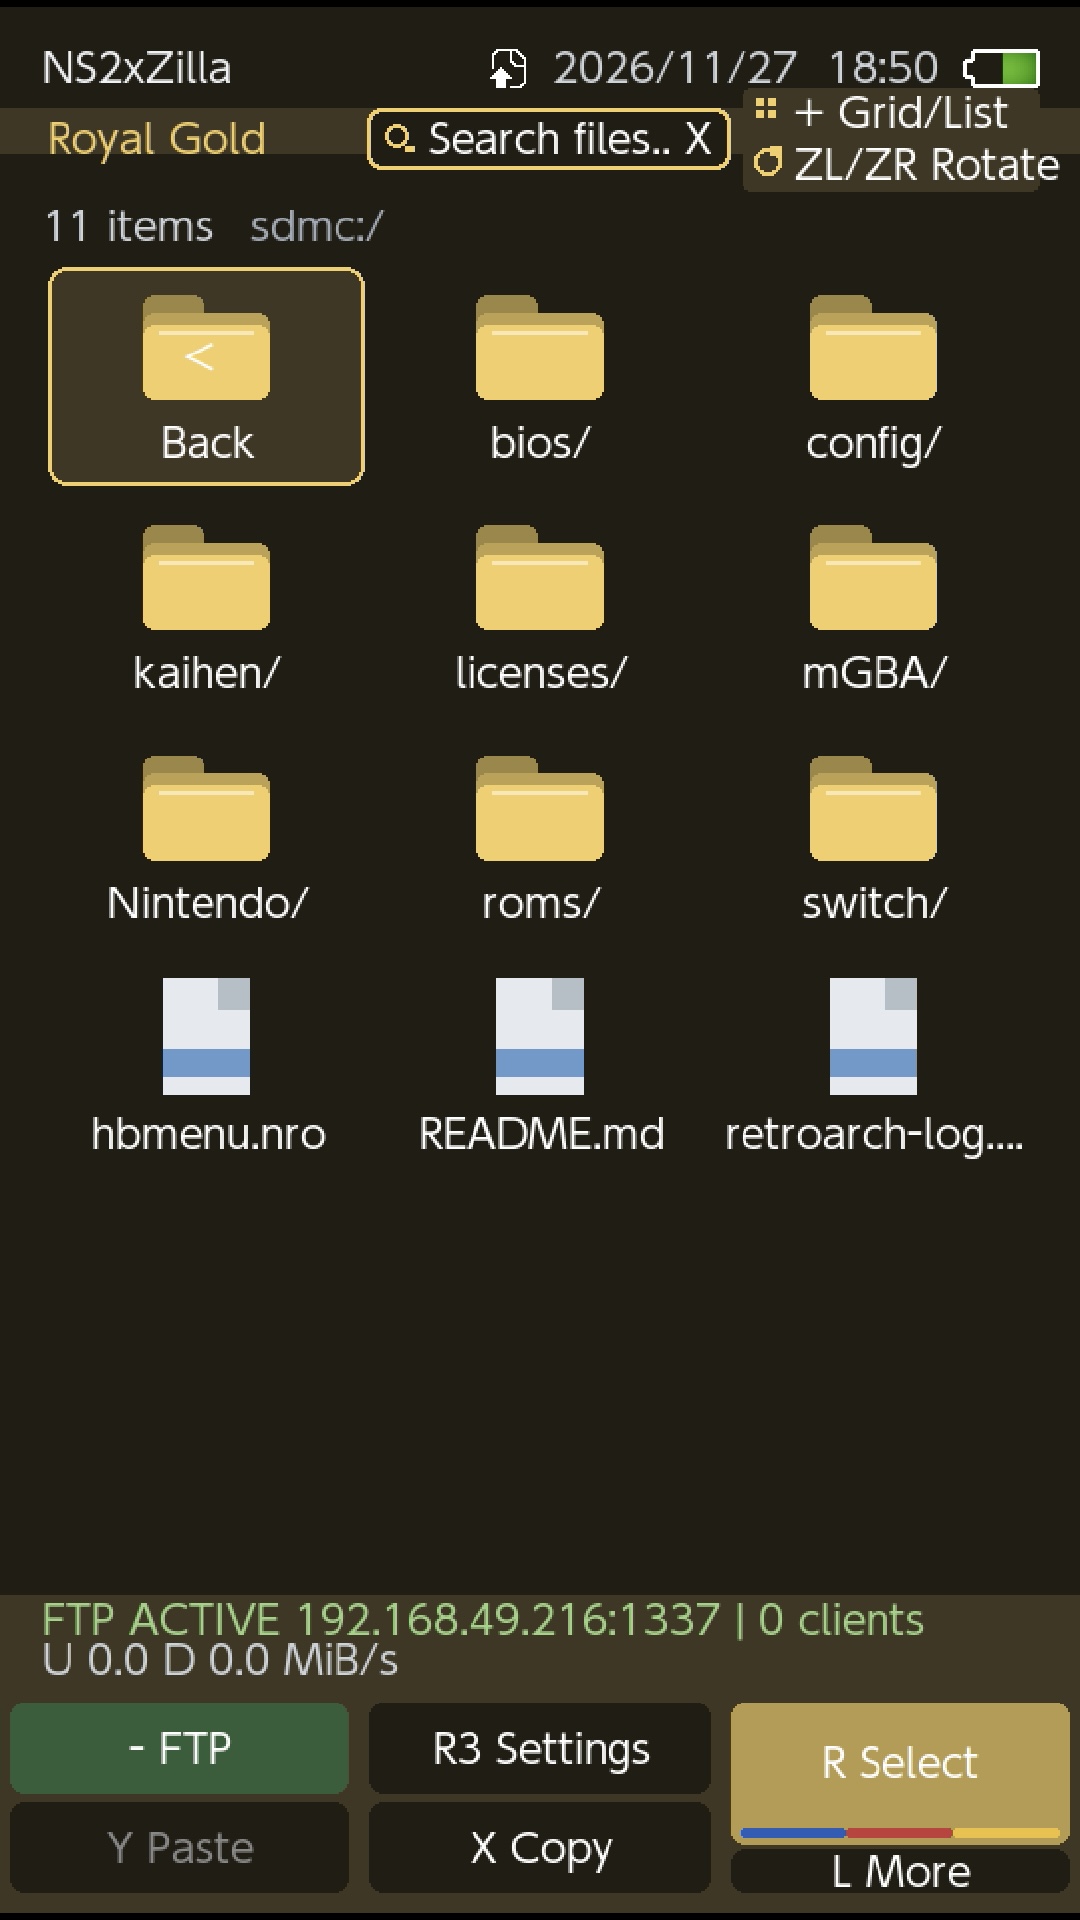 NS2xZilla 2026/11/27 18:50
Royal Gold Search files.. X + Grid/List
ZL/ZR Rotate
11 items sdmc:/
< 
Back bios/ config/
kaihen/ licenses/ mGBA/
Nintendo/ roms/ switch/
hbmenu.nro README.md retroarch-log....
FTP ACTIVE 192.168.49.216:1337 | 0 clients
U 0.0 D 0.0 MiB/s
- FTP R3 Settings R Select
Y Paste X Copy L More